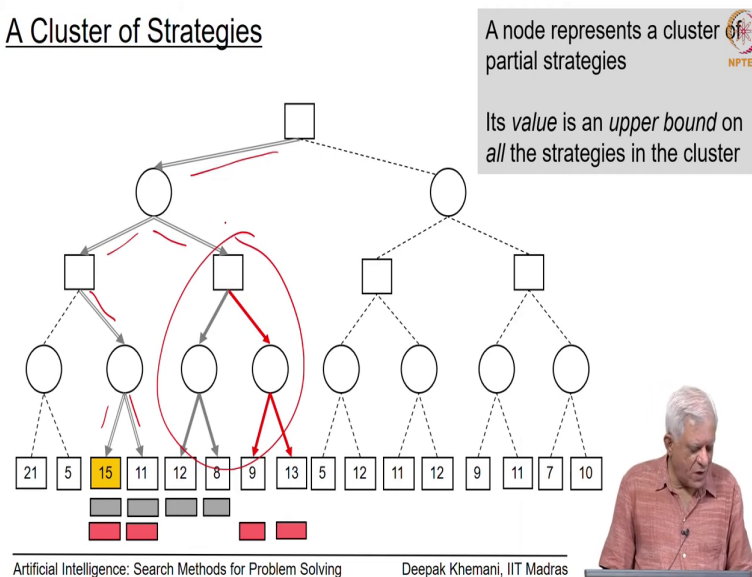 A Cluster of Strategies
A node represents a cluster of
partial strategies
Its value is an upper bound on
all the strategies in the cluster
NPTE
21 5 15 11 12 8 9 13 5 12 11 12 9 11 7 10
Artificial Intelligence: Search Methods for Problem Solving Deepak Khemani, IIT Madras